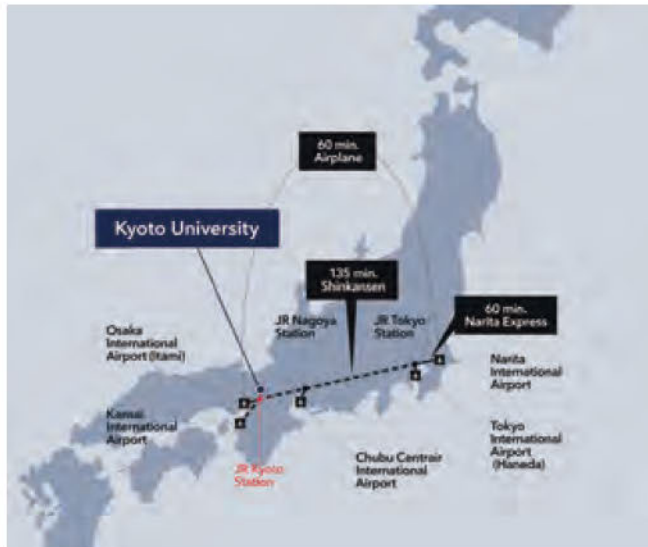 60 min.
Airplane
Kyoto University
135 min.
Shinkansen
JR Nagoya
Station
JR Tokyo
Station
60 min.
Narita Express
Osaka
International
Airport (Itami)
Narita
International
Airport
Kansai
International
Airport
Tokyo
International
Airport
(Haneda)
JR Kyoto
Station
Chubu Centrair
International
Airport